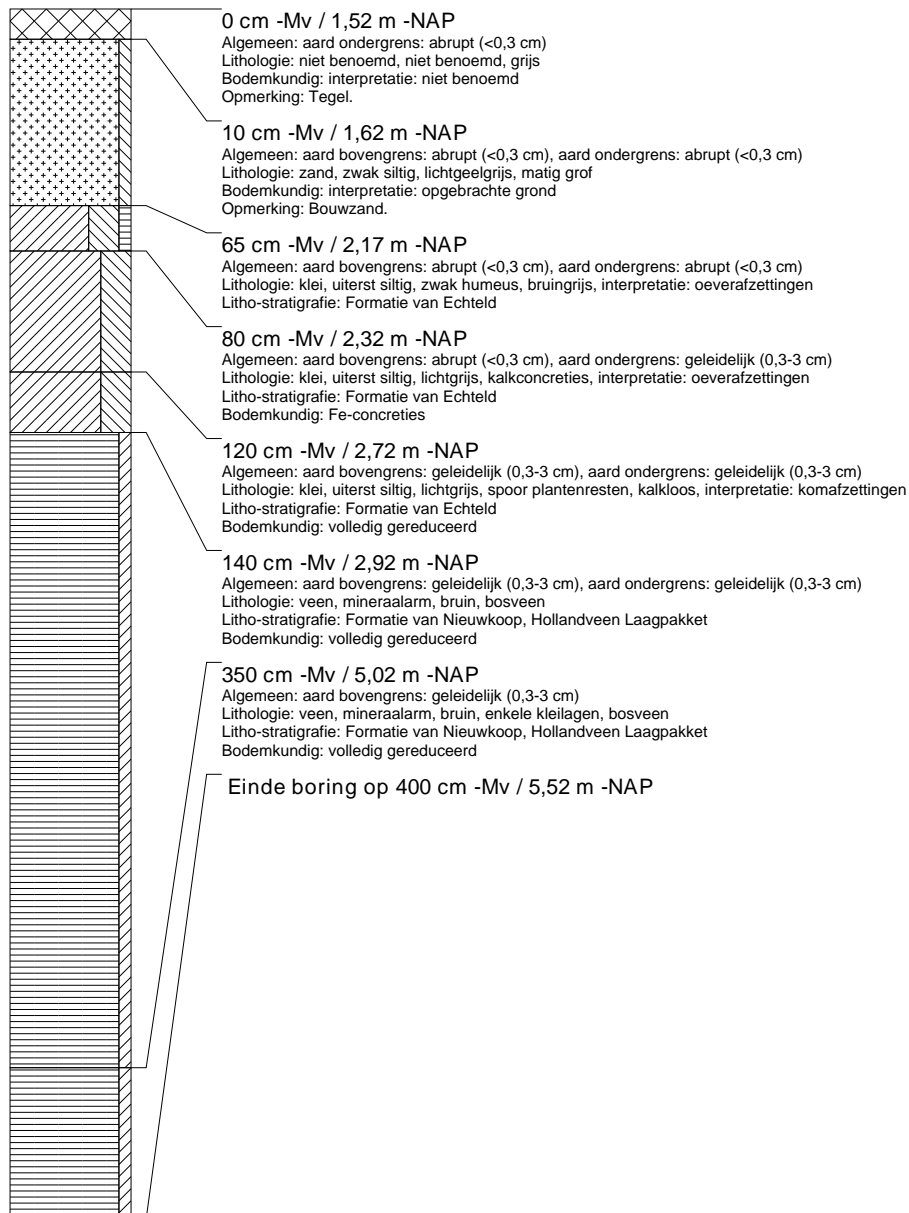 0 cm -Mv / 1,52 m -NAP
Algemeen: aard ondergrens: abrupt (<0,3 cm)
Lithologie: niet benoemd, niet benoemd, grijs
Bodemkundig: interpretatie: niet benoemd
Opmerking: Tegel.
10 cm -Mv / 1,62 m -NAP
Algemeen: aard bovengrens: abrupt (<0,3 cm), aard ondergrens: abrupt (<0,3 cm)
Lithologie: zand, zwak siltig, lichtgeelgrijs, matig grof
Bodemkundig: interpretatie: opgebrachte grond
Opmerking: Bouwzand.
65 cm -Mv / 2,17 m -NAP
Algemeen: aard bovengrens: abrupt (<0,3 cm), aard ondergrens: abrupt (<0,3 cm)
Lithologie: klei, uiterst siltig, zwak humeus, bruingrijs, interpretatie: oeverafzettingen
Litho-stratigrafie: Formatie van Echteld
80 cm -Mv / 2,32 m -NAP
Algemeen: aard bovengrens: abrupt (<0,3 cm), aard ondergrens: geleidelijk (0,3-3 cm)
Lithologie: klei, uiterst siltig, lichtgrijs, kalkconcreties, interpretatie: oeverafzettingen
Litho-stratigrafie: Formatie van Echteld
Bodemkundig: Fe-concreties
120 cm -Mv / 2,72 m -NAP
Algemeen: aard bovengrens: geleidelijk (0,3-3 cm), aard ondergrens: geleidelijk (0,3-3 cm)
Lithologie: klei, uiterst siltig, lichtgrijs, spoor plantenresten, kalkloos, interpretatie: komafzettingen
Litho-stratigrafie: Formatie van Echteld
Bodemkundig: volledig gereduceerd
140 cm -Mv / 2,92 m -NAP
Algemeen: aard bovengrens: geleidelijk (0,3-3 cm), aard ondergrens: geleidelijk (0,3-3 cm)
Lithologie: veen, mineraalarm, bruin, bosveen
Litho-stratigrafie: Formatie van Nieuwkoop, Hollandveen Laagpakket
Bodemkundig: volledig gereduceerd
350 cm -Mv / 5,02 m -NAP
Algemeen: aard bovengrens: geleidelijk (0,3-3 cm)
Lithologie: veen, mineraalarm, bruin, enkele kleilagen, bosveen
Litho-stratigrafie: Formatie van Nieuwkoop, Hollandveen Laagpakket
Bodemkundig: volledig gereduceerd
Einde boring op 400 cm -Mv / 5,52 m -NAP